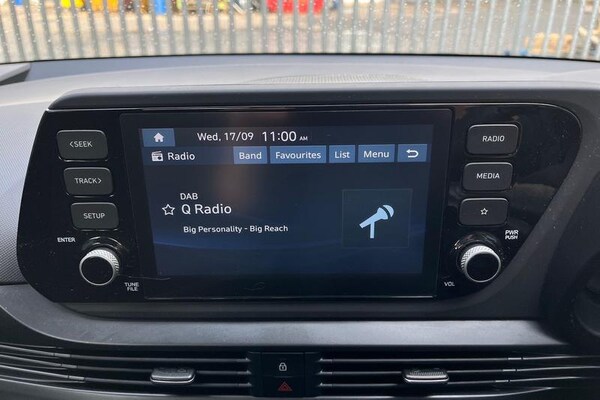 Wed, 17/09 11:00 AM
Radio Band Favourites List Menu
DAB
Q Radio
Big Personality - Big Reach
<SEEK
TRACK>
SETUP
ENTER
TUNE
FILE
RADIO
MEDIA
PWR
PUSH
VOL